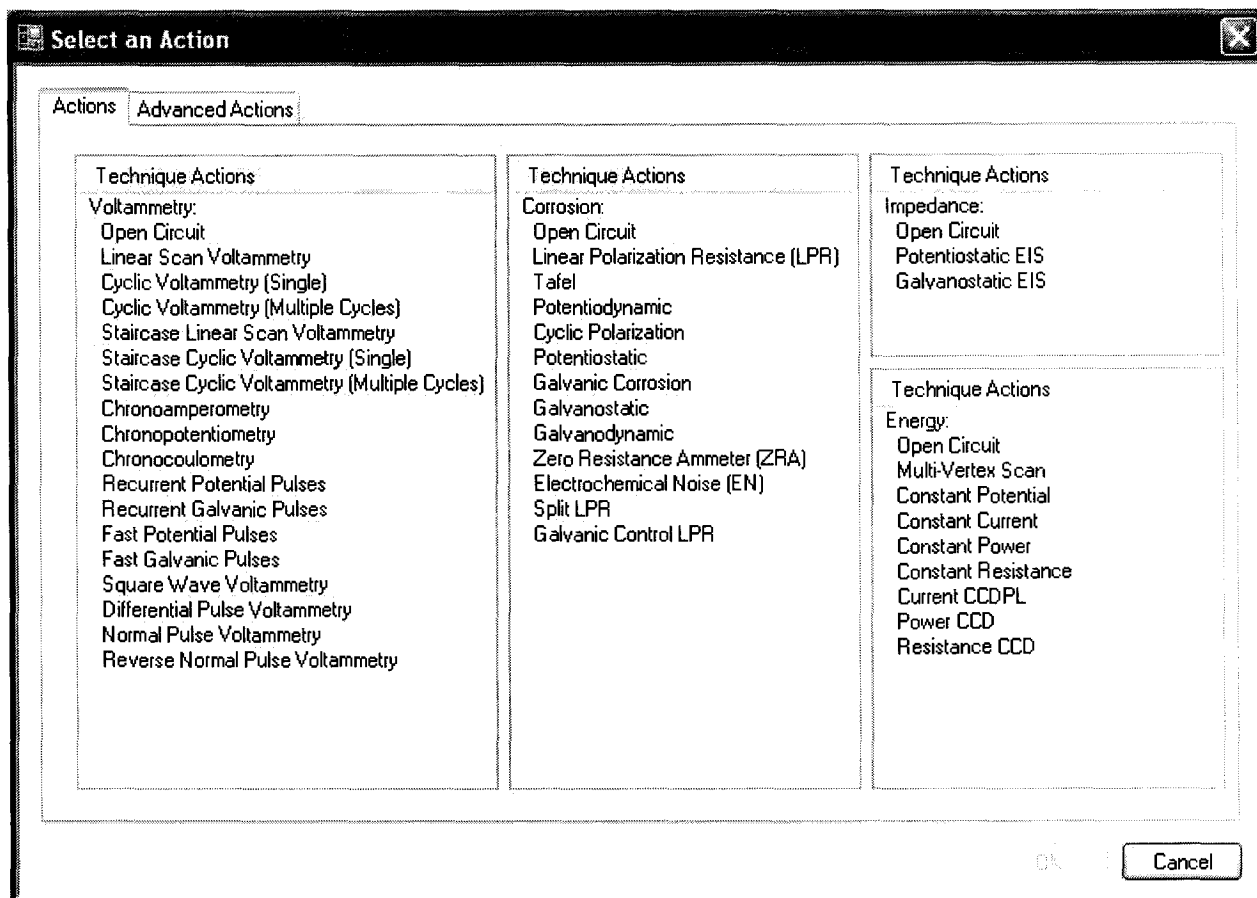 Select an Action
Actions
Advanced Actions
Technique Actions
Voltammetry:
Open Circuit
Linear Scan Voltammetry
Cyclic Voltammetry (Single)
Cyclic Voltammetry (Multiple Cycles)
Staircase Linear Scan Voltammetry
Staircase Cyclic Voltammetry (Single)
Staircase Cyclic Voltammetry (Multiple Cycles)
Chronoamperometry
Chronopotentiometry
Chronocoulometry
Recurrent Potential Pulses
Recurrent Galvanic Pulses
Fast Potential Pulses
Fast Galvanic Pulses
Square Wave Voltammetry
Differential Pulse Voltammetry
Normal Pulse Voltammetry
Reverse Normal Pulse Voltammetry
Technique Actions
Corrosion:
Open Circuit
Linear Polarization Resistance (LPR)
Tafel
Potentiodynamic
Cyclic Polarization
Potentiostatic
Galvanic Corrosion
Galvanostatic
Galvanodynamic
Zero Resistance Ammeter (ZRA)
Electrochemical Noise (EN)
Split LPR
Galvanic Control LPR
Technique Actions
Impedance:
Open Circuit
Potentiostatic EIS
Galvanostatic EIS
Technique Actions
Energy:
Open Circuit
Multi-Vertex Scan
Constant Potential
Constant Current
Constant Power
Constant Resistance
Current CCDPL
Power CCD
Resistance CCD
OK
Cancel